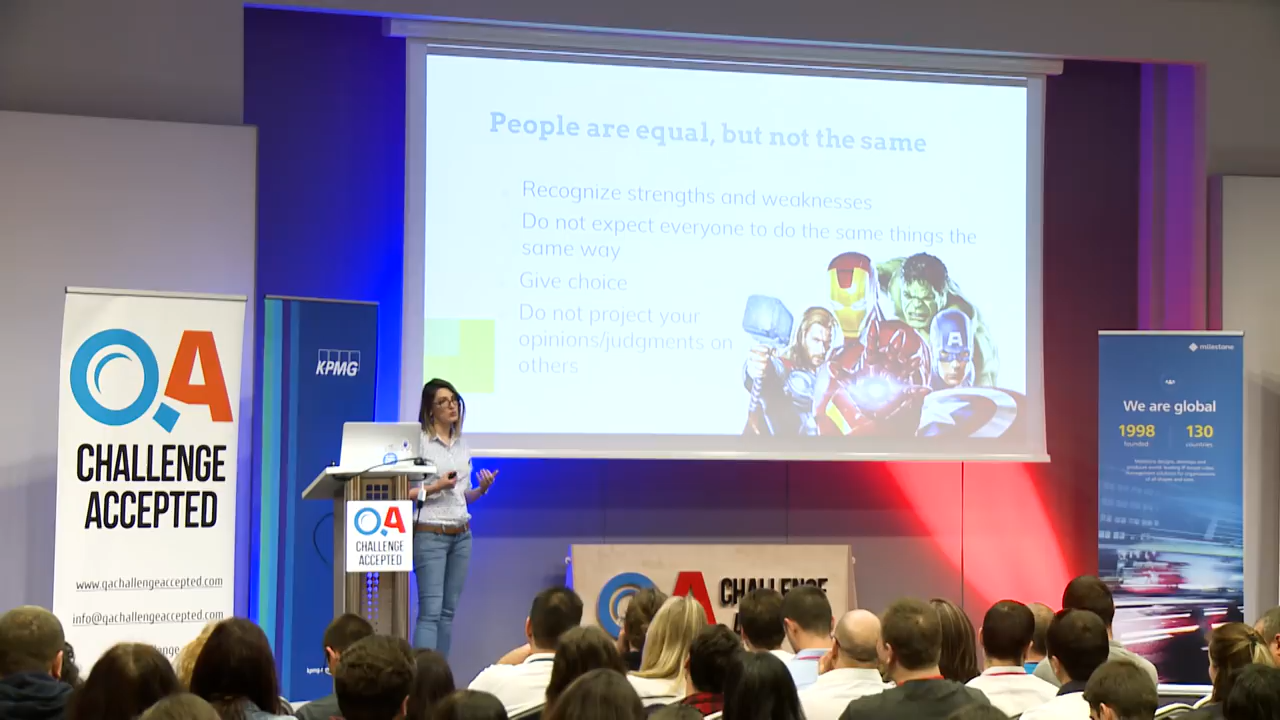 People are equal, but not the same
Recognize strengths and weaknesses
Do not expect everyone to do the same things the
same way
Give choice
Do not project your
opinions/judgments on
others
QA
CHALLENGE
ACCEPTED
www.qachallengeaccepted.com
info@qachallengeaccepted.com
KPMG
QA
CHALLENGE
ACCEPTED
QA
CHALLENGE
milestone
We are global
1998
130
founded
countries